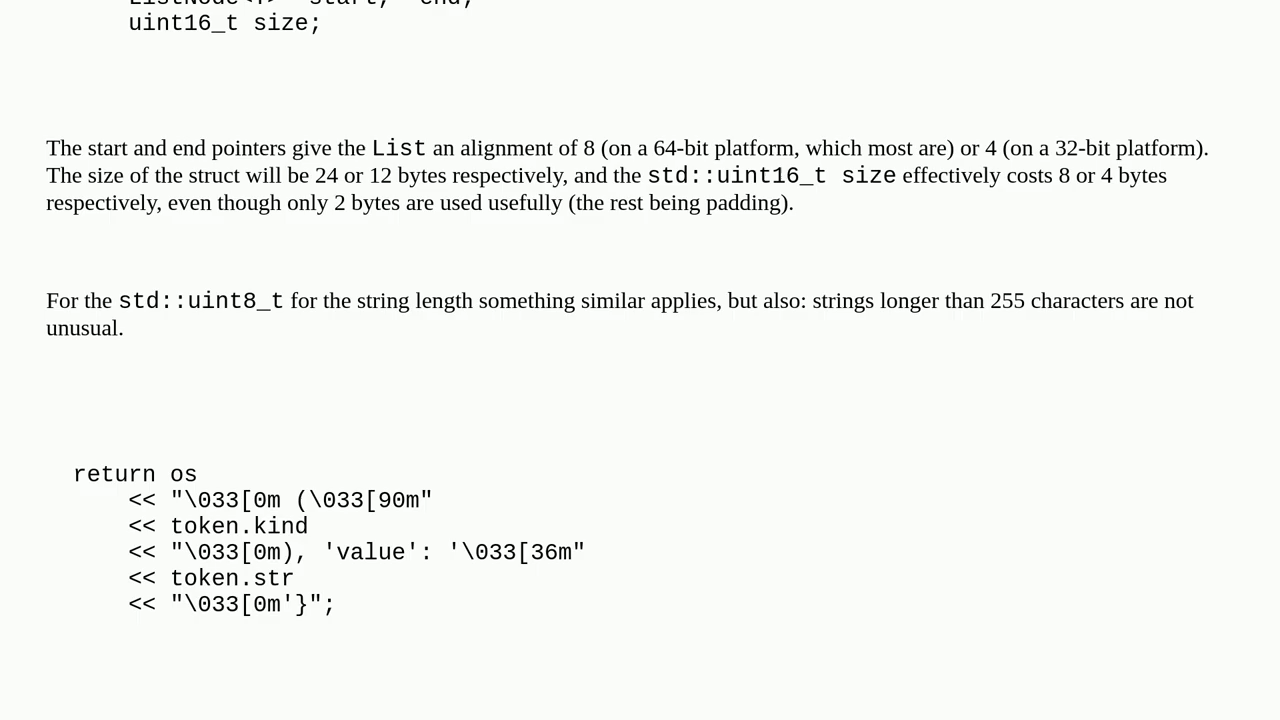 ListNode<T> *start, *end;
uint16_t size;
The start and end pointers give the List an alignment of 8 (on a 64-bit platform, which most are) or 4 (on a 32-bit platform).
The size of the struct will be 24 or 12 bytes respectively, and the std::uint16_t size effectively costs 8 or 4 bytes
respectively, even though only 2 bytes are used usefully (the rest being padding).
For the std::uint8_t for the string length something similar applies, but also: strings longer than 255 characters are not
unusual.
return os
<< "\033[0m (\033[90m"
<< token.kind
<< "\033[0m), 'value': '\033[36m"
<< token.str
<< "\033[0m'}";